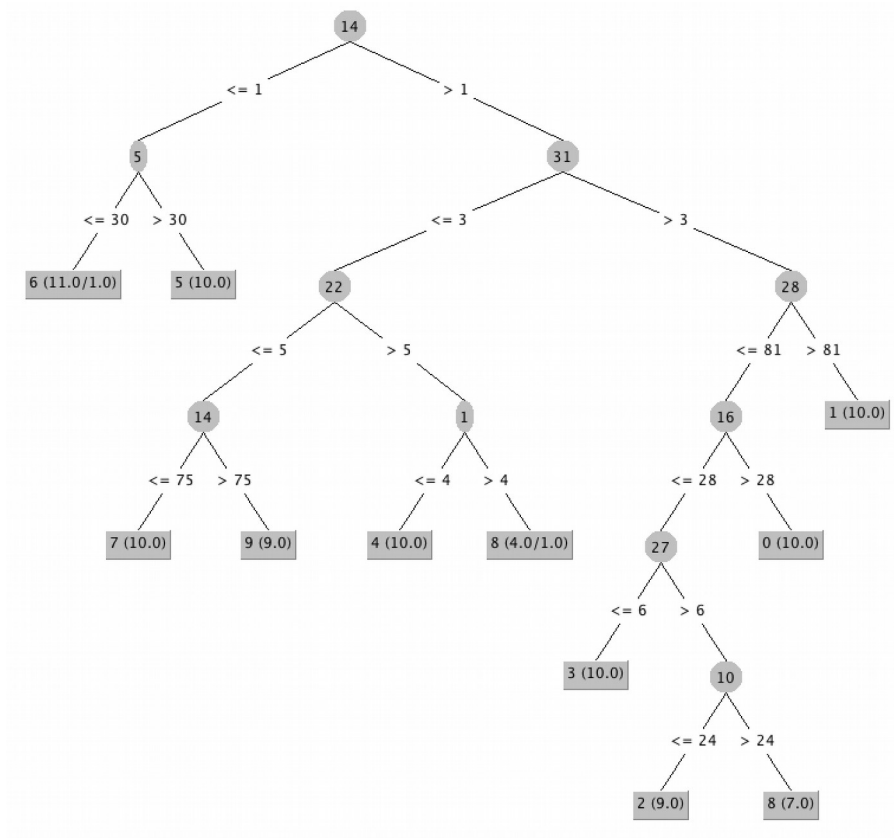 14
<= 1 > 1
5 31
<= 30 > 30 <= 3 > 3
6 (11.0/1.0) 5 (10.0) 22 28
<= 5 > 5 <= 81 > 81
14 1 16 1 (10.0)
<= 75 > 75 <= 4 > 4 <= 28 > 28
7 (10.0) 9 (9.0) 4 (10.0) 8 (4.0/1.0) 27 0 (10.0)
<= 6 > 6
3 (10.0) 10
<= 24 > 24
2 (9.0) 8 (7.0)